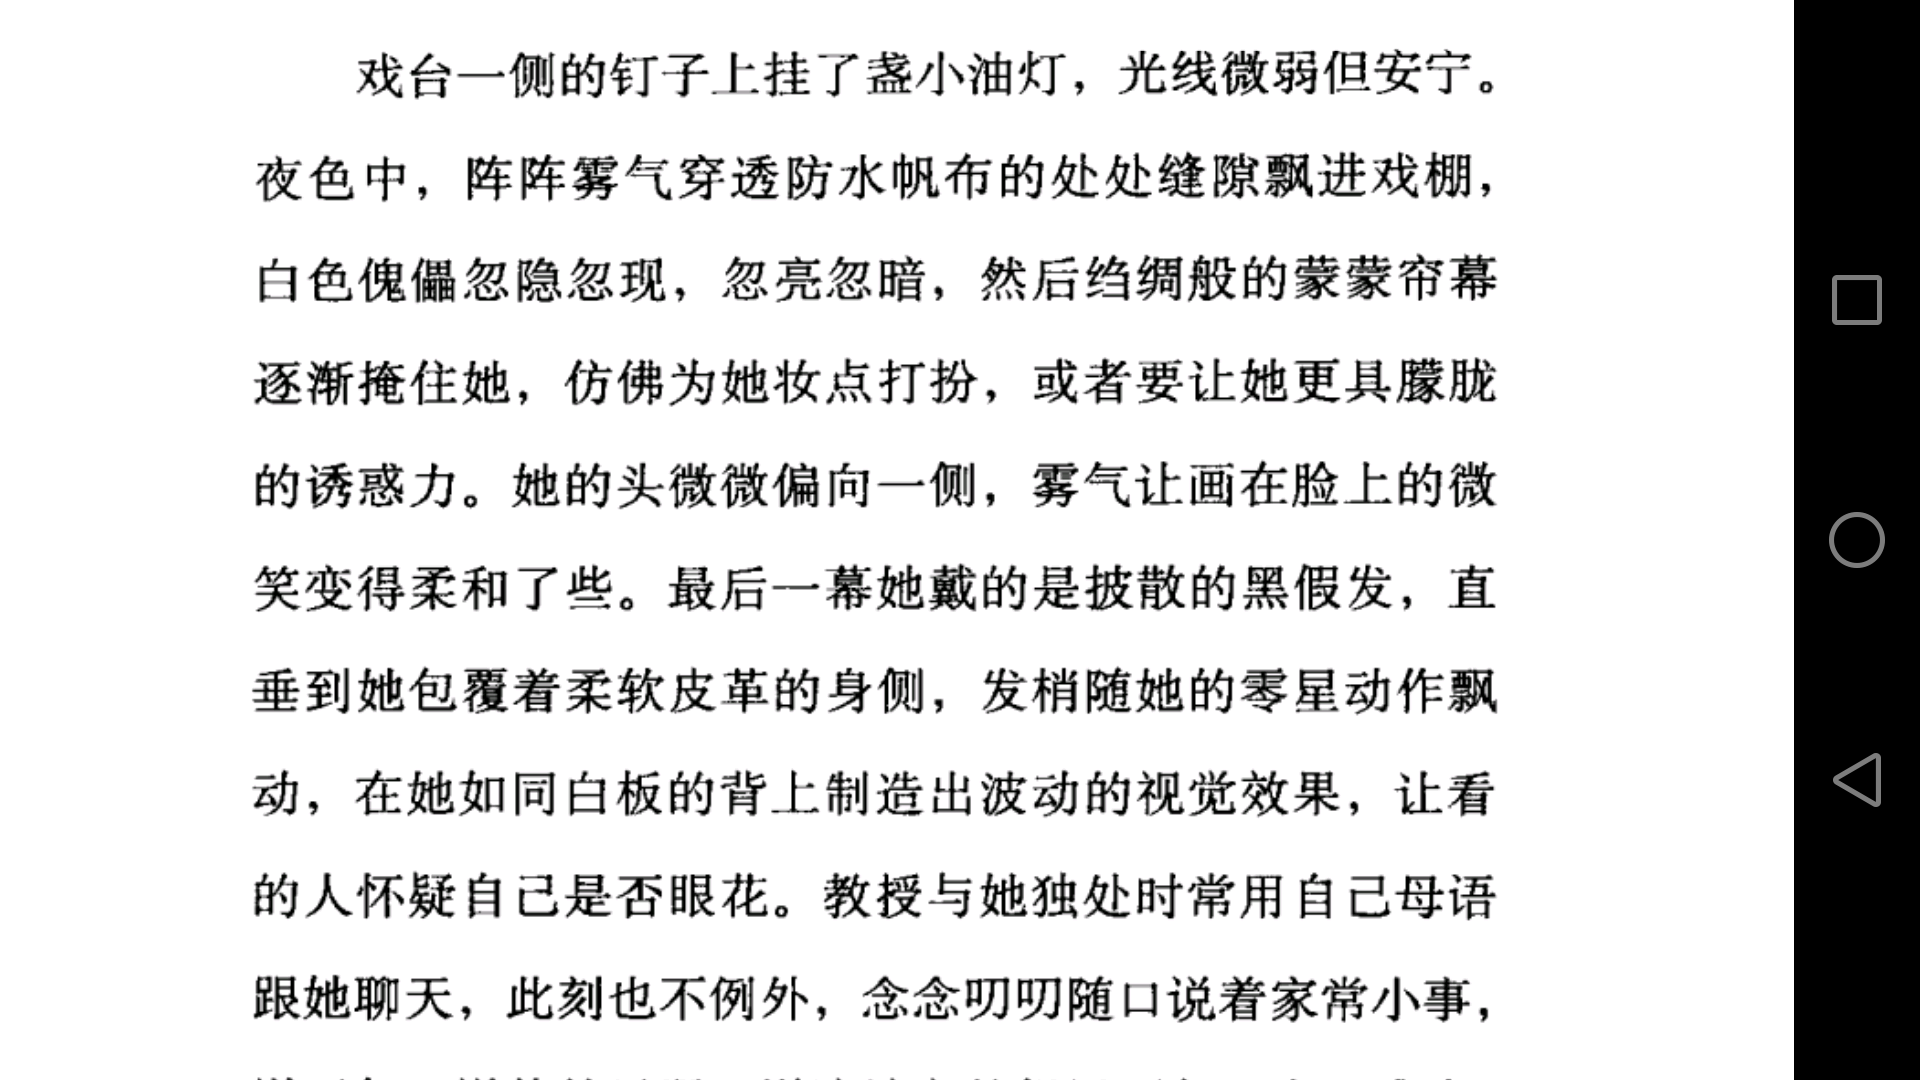 戏台一侧的钉子上挂了盏小油灯，光线微弱但安宁。
夜色中，阵阵雾气穿透防水帆布的处处缝隙飘进戏棚，
白色傀儡忽隐忽现，忽亮忽暗，然后绉绸般的蒙蒙帘幕
逐渐掩住她，仿佛为她妆点打扮，或者要让她更具朦胧
的诱惑力。她的头微微偏向一侧，雾气让画在脸上的微
笑变得柔和了些。最后一幕她戴的是披散的黑假发，直
垂到她包覆着柔软皮革的身侧，发梢随她的零星动作飘
动，在她如同白板的背上制造出波动的视觉效果，让看
的人怀疑自己是否眼花。教授与她独处时常用自己母语
跟她聊天，此刻也不例外，念念叨叨随口说着家常小事，